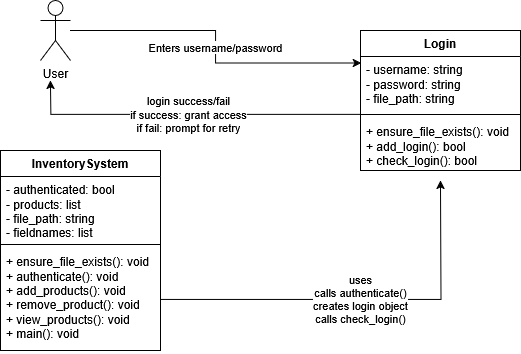 Enters username/password
User
Login
- username: string
- password: string
- file_path: string
+ ensure_file_exists(): void
+ add_login(): bool
+ check_login(): bool
login success/fail
if success: grant access
if fail: prompt for retry
InventorySystem
- authenticated: bool
- products: list
- file_path: string
- fieldnames: list
+ ensure_file_exists(): void
+ authenticate(): void
+ add_products(): void
+ remove_product(): void
+ view_products(): void
+ main(): void
uses
calls authenticate()
creates login object
calls check_login()